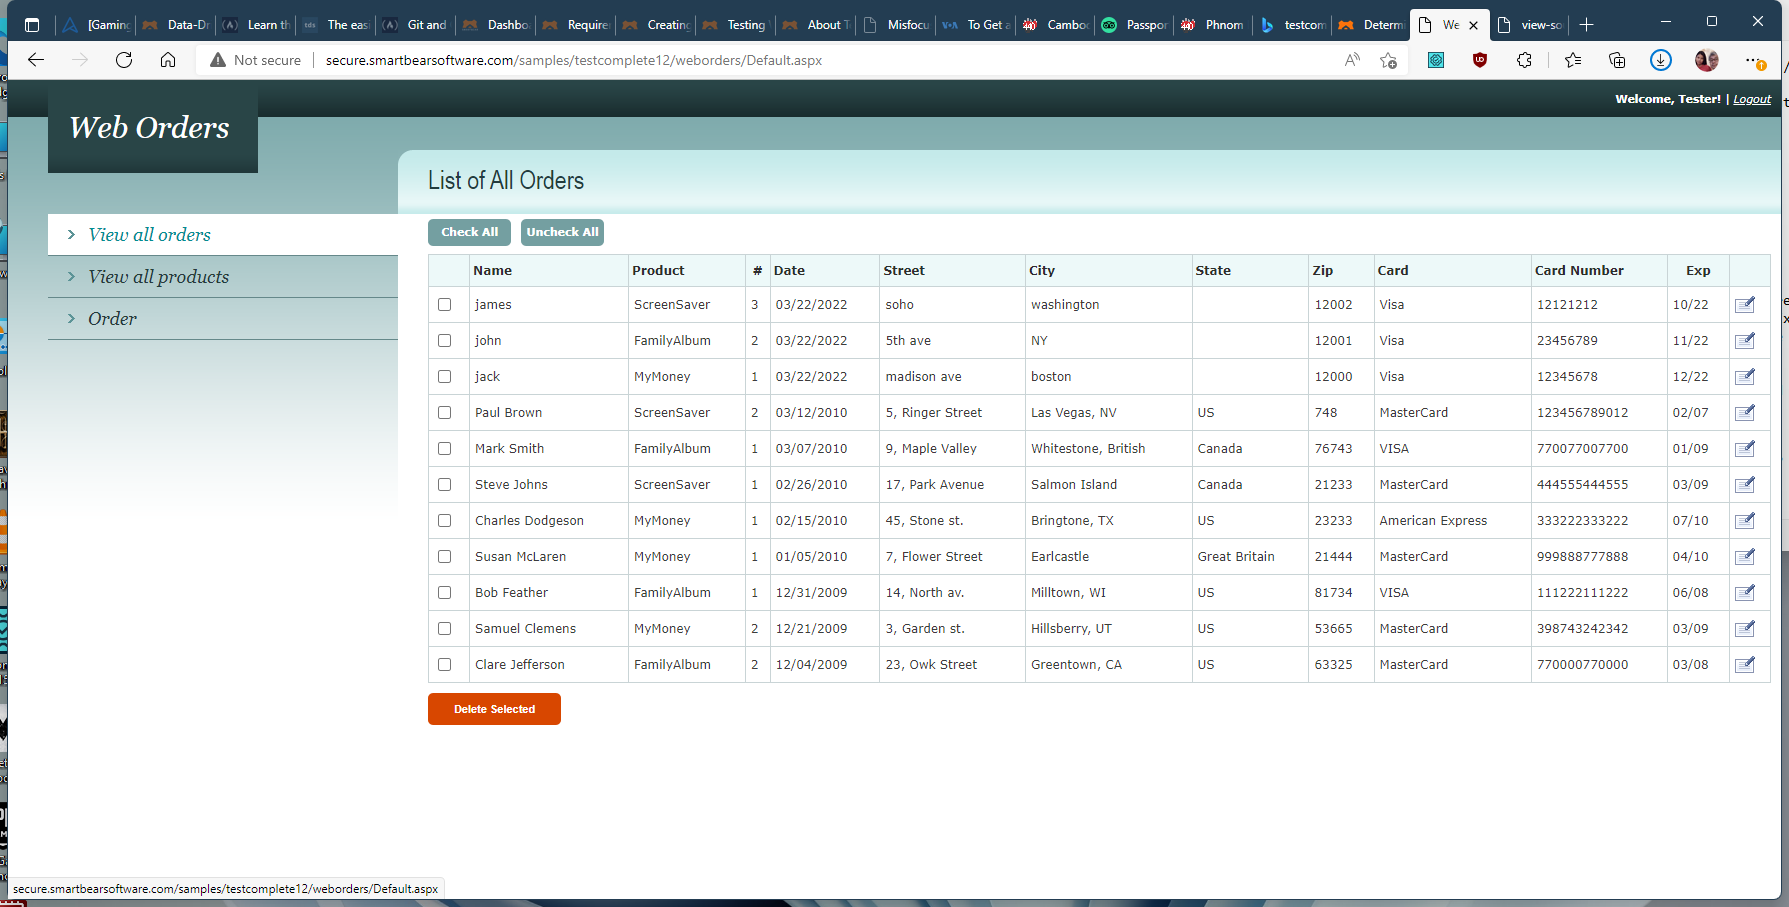 [Gaming Data-Dr Learn th The eas Git and Dashbo Require Creating Testing About T Misfocu To Get a Cambo Passpor Phnom testcom Determi We view-so
Not secure secure.smartbearsoftware.com/samples/testcomplete12/weborders/Default.aspx
Welcome, Tester! | Logout
Web Orders
List of All Orders
View all orders
View all products
Order
Check All Uncheck All
Name Product # Date Street City State Zip Card Card Number Exp
james ScreenSaver 3 03/22/2022 soho washington 12002 Visa 12121212 10/22
john FamilyAlbum 2 03/22/2022 5th ave NY 12001 Visa 23456789 11/22
jack MyMoney 1 03/22/2022 madison ave boston 12000 Visa 12345678 12/22
Paul Brown ScreenSaver 2 03/12/2010 5, Ringer Street Las Vegas, NV US 748 MasterCard 123456789012 02/07
Mark Smith FamilyAlbum 1 03/07/2010 9, Maple Valley Whitestone, British Canada 76743 VISA 770077007700 01/09
Steve Johns ScreenSaver 1 02/26/2010 17, Park Avenue Salmon Island Canada 21233 MasterCard 444555444555 03/09
Charles Dodgeson MyMoney 1 02/15/2010 45, Stone st. Bringtone, TX US 23233 American Express 333222333222 07/10
Susan McLaren MyMoney 1 01/05/2010 7, Flower Street Earlcastle Great Britain 21444 MasterCard 999888777888 04/10
Bob Feather FamilyAlbum 1 12/31/2009 14, North av. Milltown, WI US 81734 VISA 111222111222 06/08
Samuel Clemens MyMoney 2 12/21/2009 3, Garden st. Hillsberry, UT US 53665 MasterCard 398743242342 03/09
Clare Jefferson FamilyAlbum 2 12/04/2009 23, Owk Street Greentown, CA US 63325 MasterCard 770000770000 03/08
Delete Selected
secure.smartbearsoftware.com/samples/testcomplete12/weborders/Default.aspx